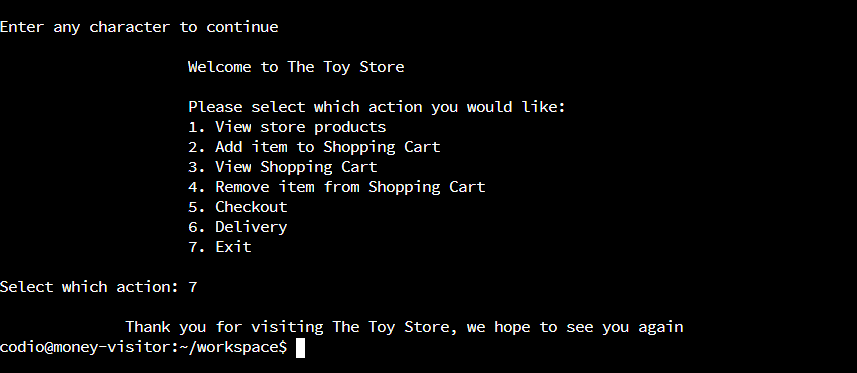 Enter any character to continue
Welcome to The Toy Store
Please select which action you would like:
1. View store products
2. Add item to Shopping Cart
3. View Shopping Cart
4. Remove item from Shopping Cart
5. Checkout
6. Delivery
7. Exit
Select which action: 7
Thank you for visiting The Toy Store, we hope to see you again
codio@money-visitor:~/workspace$